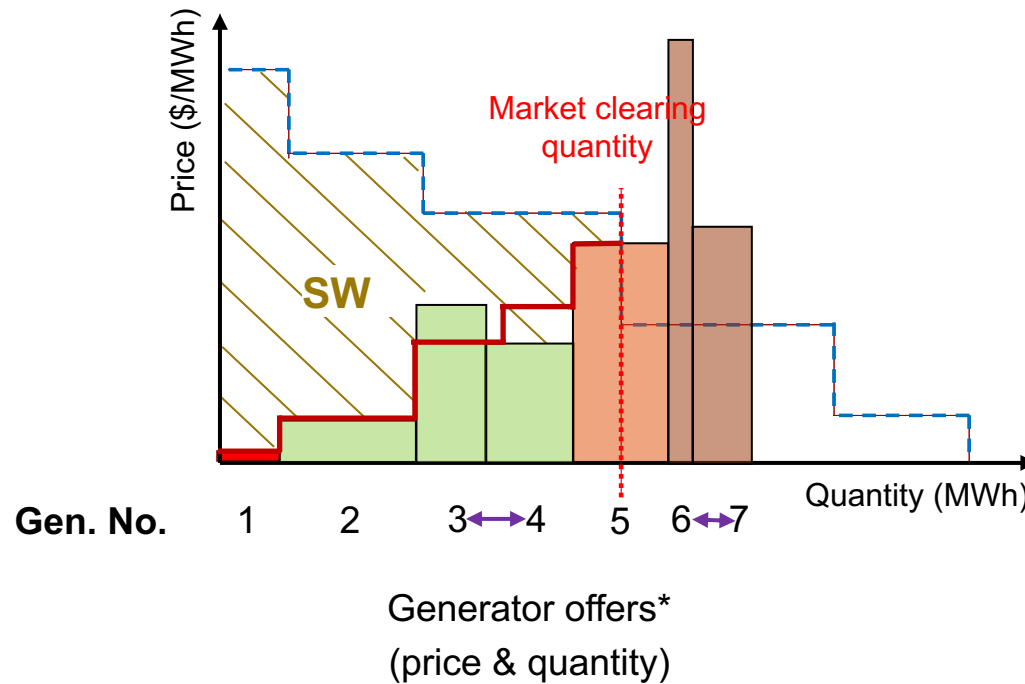 Price ($/MWh)
Market clearing
quantity
SW
Quantity (MWh)
Gen. No. 1 2 3 4 5 6 7
Generator offers*
(price & quantity)